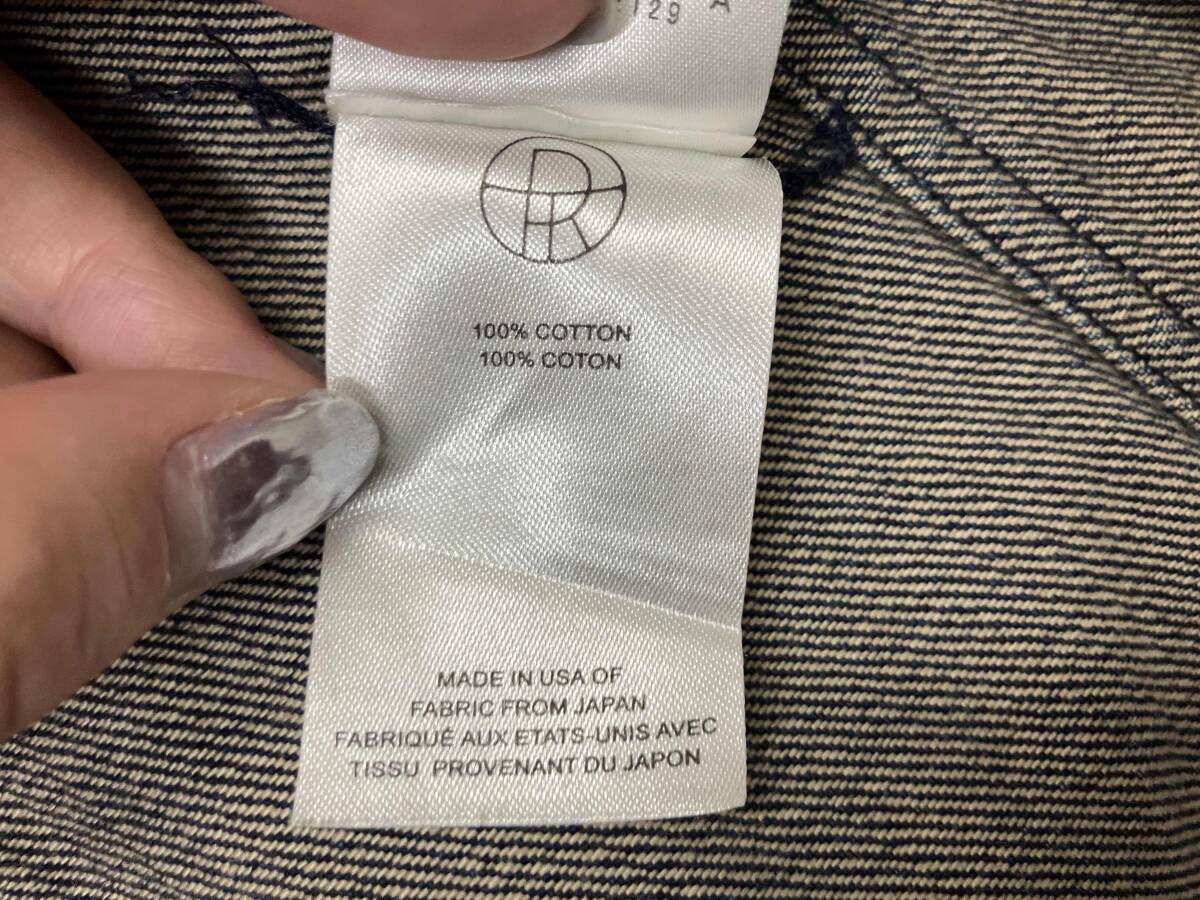 129 A
100% COTTON
100% COTON
MADE IN USA OF
FABRIC FROM JAPAN
FABRIQUÉ AUX ETATS-UNIS AVEC
TISSU PROVENANT DU JAPON